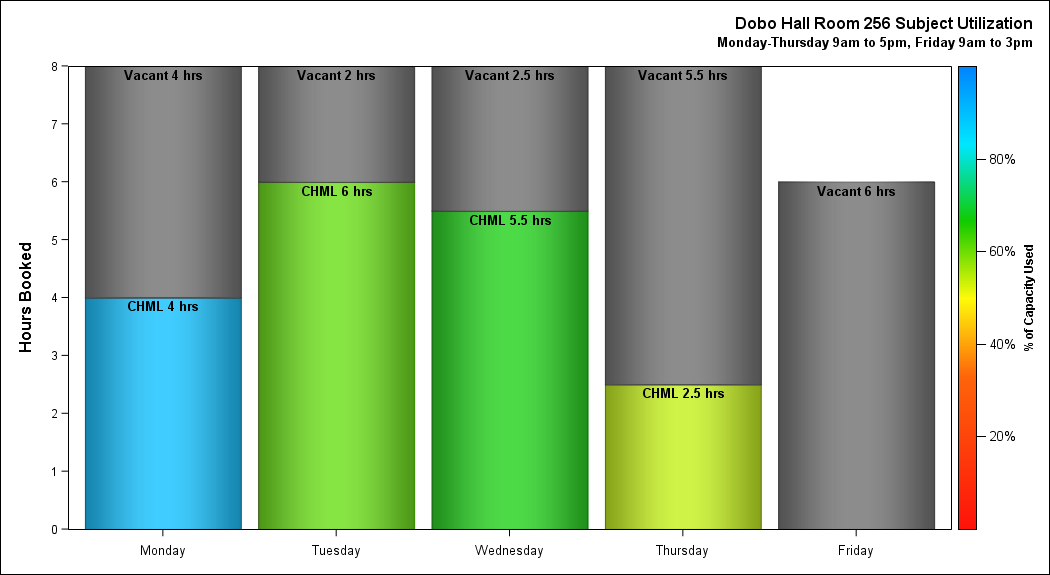 Dobo Hall Room 256 Subject Utilization
Monday-Thursday 9am to 5pm, Friday 9am to 3pm
Hours Booked
8
7
6
5
4
3
2
1
0
Vacant 4 hrs
CHML 4 hrs
Vacant 2 hrs
CHML 6 hrs
Vacant 2.5 hrs
CHML 5.5 hrs
Vacant 5.5 hrs
CHML 2.5 hrs
Vacant 6 hrs
Monday
Tuesday
Wednesday
Thursday
Friday
80%
60%
40%
20%
% of Capacity Used